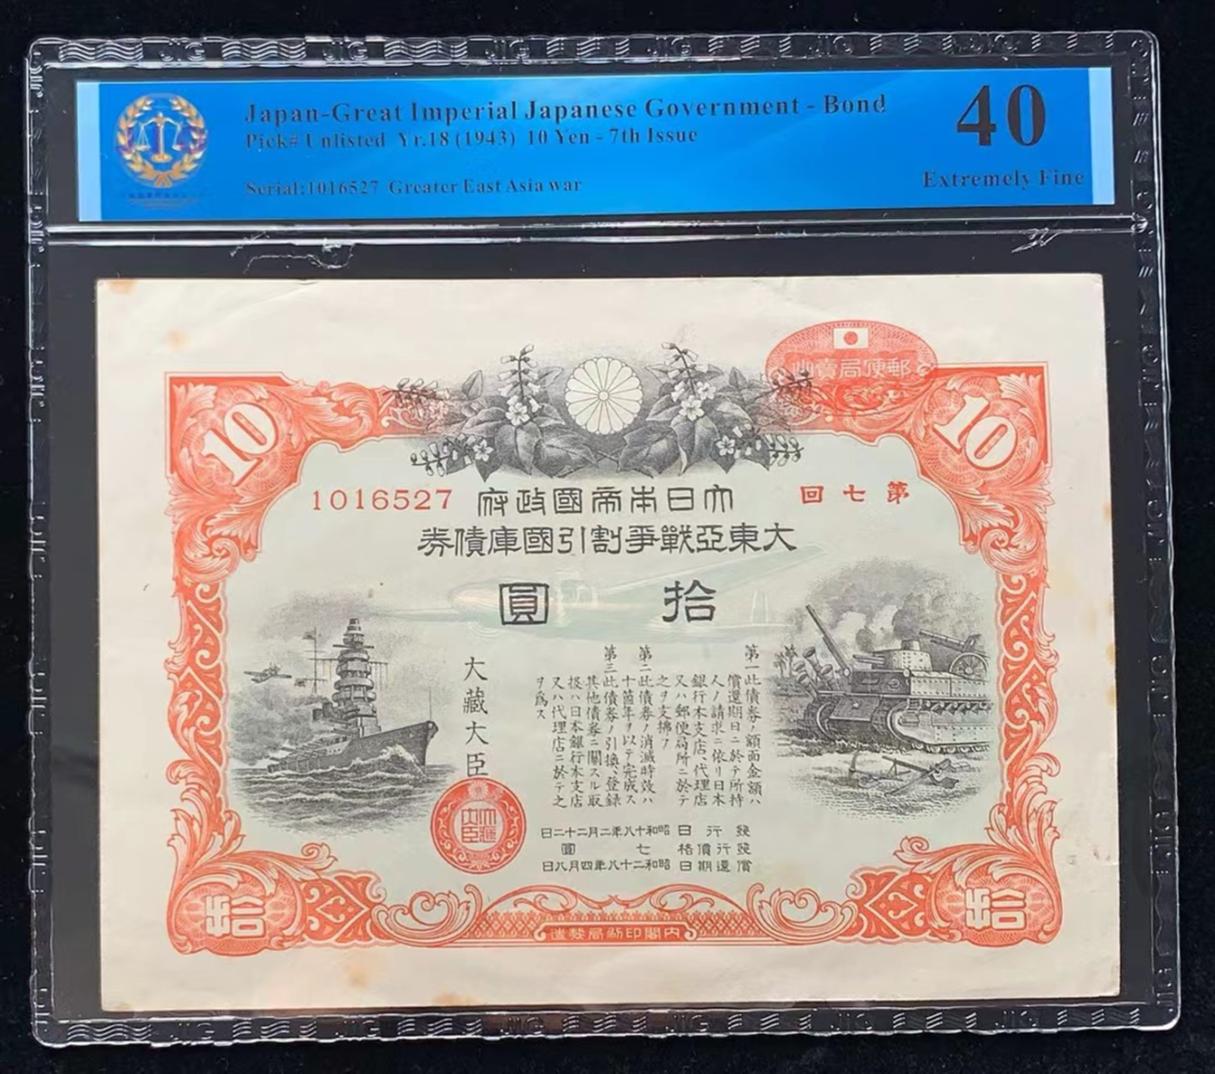 Japan-Great Imperial Japanese Government - Bond
40
Pick# Unlisted Yr.18 (1943) 10 Yen - 7th Issue
Serial:1016527 Greater East Asia war
Extremely Fine
郵便局賣出
10
10
第七回
大日本帝國政府
1016527
大東亞戰爭割引國庫債券
拾圓
第一此債券ノ額面金額ハ
償還期日ニ於テ所持
人ノ請求ニ依リ日本
銀行本支店、代理店
又ハ郵便局所ニ於テ
之ヲ支拂フ
第二此債券ノ消滅時效ハ
十箇年ヲ以テ完成ス
第三此債券ノ引換、登錄
其他債券ニ關スル取
扱ハ日本銀行本支店
又ハ代理店ニ於テ之
ヲ爲ス
大藏大臣
大藏大臣
發行日 昭和十八年二月二十二日
發行價格 七圓
償還期日 昭和二十八年四月八日
拾
拾
內閣印刷局製造